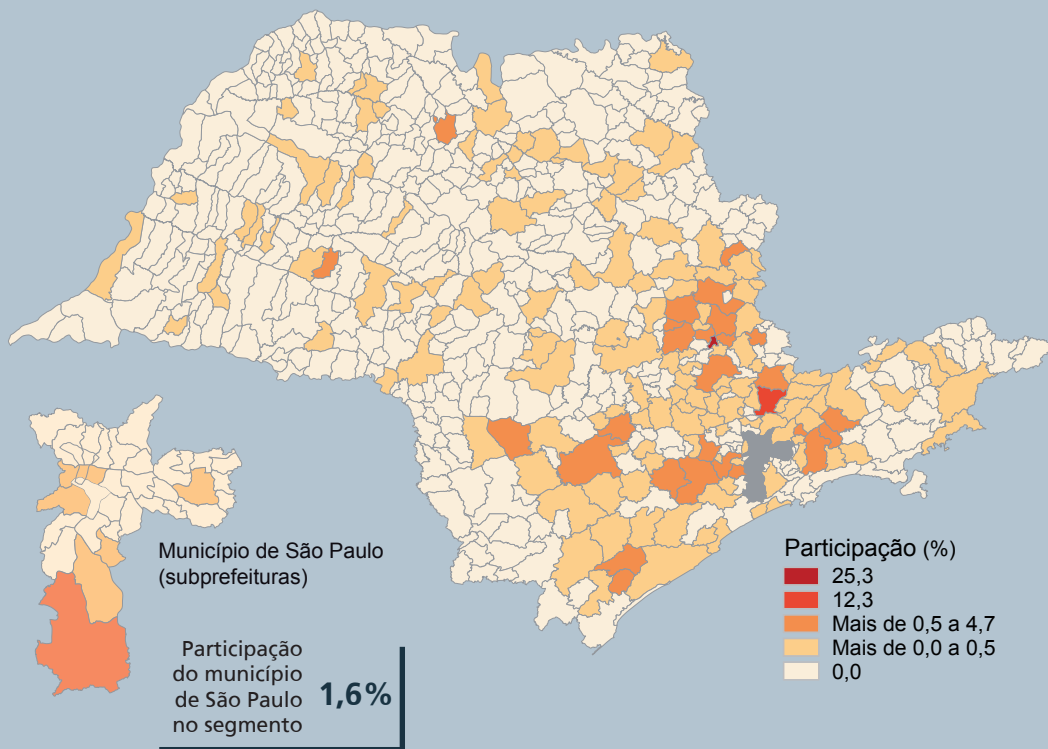 Município de São Paulo
(subprefeituras)
Participação
do município
de São Paulo
no segmento
1,6%
Participação (%)
25,3
12,3
Mais de 0,5 a 4,7
Mais de 0,0 a 0,5
0,0